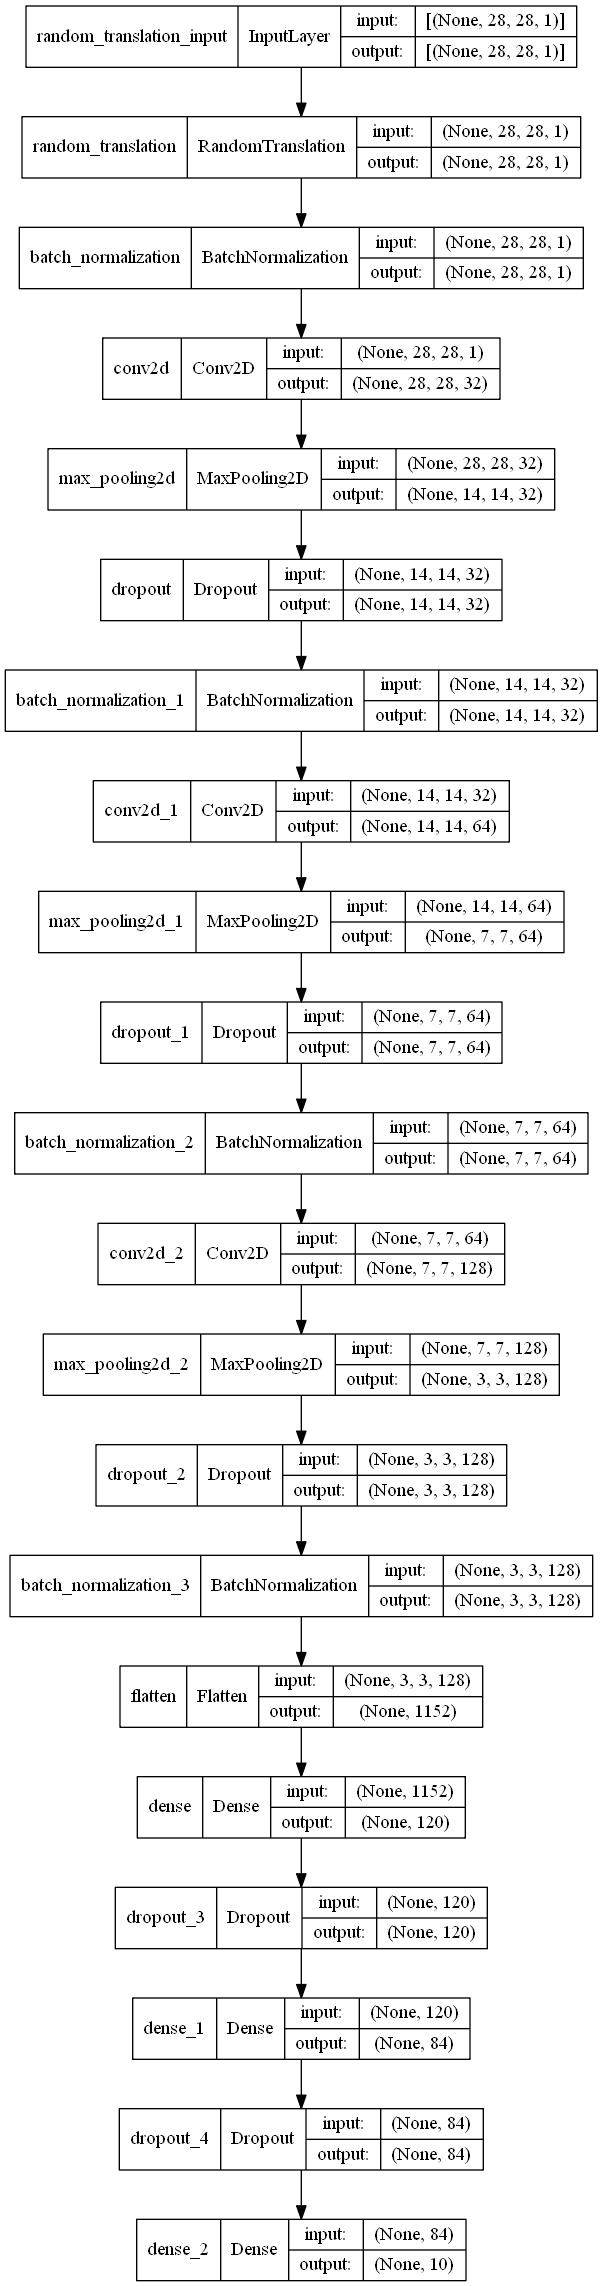 random_translation_input InputLayer input: [(None, 28, 28, 1)]
output: [(None, 28, 28, 1)]
random_translation RandomTranslation input: (None, 28, 28, 1)
output: (None, 28, 28, 1)
batch_normalization BatchNormalization input: (None, 28, 28, 1)
output: (None, 28, 28, 1)
conv2d Conv2D input: (None, 28, 28, 1)
output: (None, 28, 28, 32)
max_pooling2d MaxPooling2D input: (None, 28, 28, 32)
output: (None, 14, 14, 32)
dropout Dropout input: (None, 14, 14, 32)
output: (None, 14, 14, 32)
batch_normalization_1 BatchNormalization input: (None, 14, 14, 32)
output: (None, 14, 14, 32)
conv2d_1 Conv2D input: (None, 14, 14, 32)
output: (None, 14, 14, 64)
max_pooling2d_1 MaxPooling2D input: (None, 14, 14, 64)
output: (None, 7, 7, 64)
dropout_1 Dropout input: (None, 7, 7, 64)
output: (None, 7, 7, 64)
batch_normalization_2 BatchNormalization input: (None, 7, 7, 64)
output: (None, 7, 7, 64)
conv2d_2 Conv2D input: (None, 7, 7, 64)
output: (None, 7, 7, 128)
max_pooling2d_2 MaxPooling2D input: (None, 7, 7, 128)
output: (None, 3, 3, 128)
dropout_2 Dropout input: (None, 3, 3, 128)
output: (None, 3, 3, 128)
batch_normalization_3 BatchNormalization input: (None, 3, 3, 128)
output: (None, 3, 3, 128)
flatten Flatten input: (None, 3, 3, 128)
output: (None, 1152)
dense Dense input: (None, 1152)
output: (None, 120)
dropout_3 Dropout input: (None, 120)
output: (None, 120)
dense_1 Dense input: (None, 120)
output: (None, 84)
dropout_4 Dropout input: (None, 84)
output: (None, 84)
dense_2 Dense input: (None, 84)
output: (None, 10)